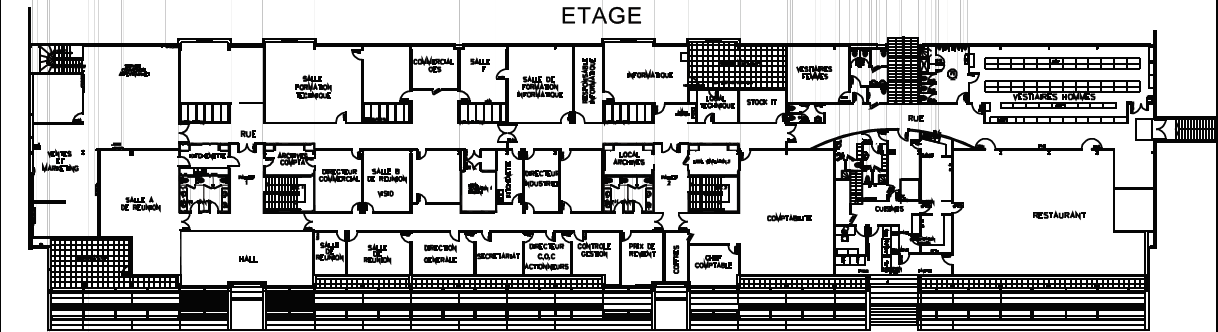 ETAGE
COMMERCIAL
CES
SALLE
F
SALLE
FORMATION
TECHNIQUE
SALLE DE
FORMATION
INFORMATIQUE
RESPONSABLE
INFORMATIQUE
INFORMATIQUE
LOCAL
TECHNIQUE
STOCK IT
VESTIAIRES
FEMMES
VESTIAIRES HOMMES
RUE
RUE
VENTES
ET
MARKETING
ARCHIVES
COMPTA
DIRECTEUR
COMMERCIAL
SALLE B
DE REUNION
VISIO
DIRECTEUR
INDUSTRIEL
LOCAL
ARCHIVES
SALLE A
DE REUNION
COMPTABILITE
CUISINES
RESTAURANT
HALL
SALLE
DE
REUNION
SALLE
DE
REUNION
DIRECTION
GENERALE
SECRETARIAT
DIRECTEUR
C.O.C
ACTIONNEURS
CONTROLE
GESTION
PRIX DE
REVIENT
COFFRES
CHEF
COMPTABLE